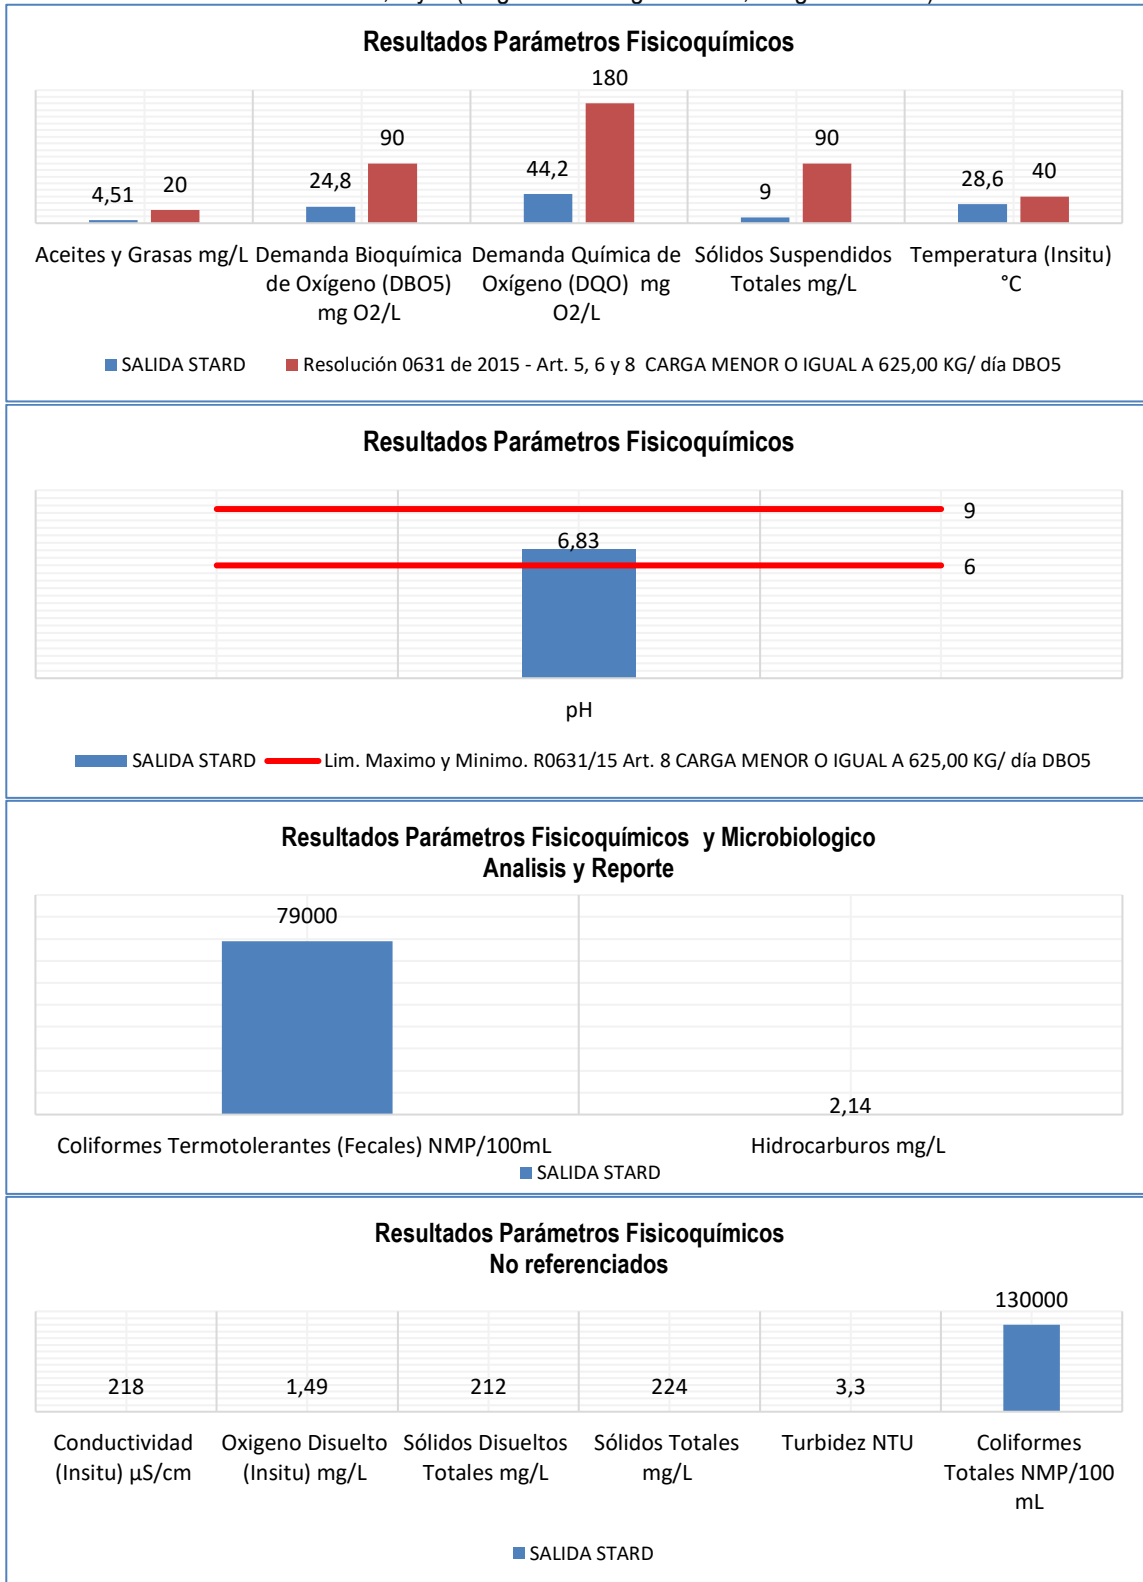 Resultados Parámetros Fisicoquímicos
180
90
90
44,2
40
28,6
24,8
20
9
4,51
Aceites y Grasas mg/L Demanda Bioquímica Demanda Química de Sólidos Suspendidos Temperatura (Insitu)
de Oxígeno (DBO5) Oxígeno (DQO) mg Totales mg/L °C
mg O2/L O2/L
SALIDA STARD Resolución 0631 de 2015 - Art. 5, 6 y 8 CARGA MENOR O IGUAL A 625,00 KG/ día DBO5
Resultados Parámetros Fisicoquímicos
9
6,83
6
pH
SALIDA STARD Lim. Maximo y Minimo. R0631/15 Art. 8 CARGA MENOR O IGUAL A 625,00 KG/ día DBO5
Resultados Parámetros Fisicoquímicos y Microbiologico
Analisis y Reporte
79000
2,14
Coliformes Termotolerantes (Fecales) NMP/100mL Hidrocarburos mg/L
SALIDA STARD
Resultados Parámetros Fisicoquímicos
No referenciados
130000
218 1,49 212 224 3,3
Conductividad Oxigeno Disuelto Sólidos Disueltos Sólidos Totales Turbidez NTU Coliformes
(Insitu) µS/cm (Insitu) mg/L Totales mg/L mg/L Totales NMP/100
mL
SALIDA STARD